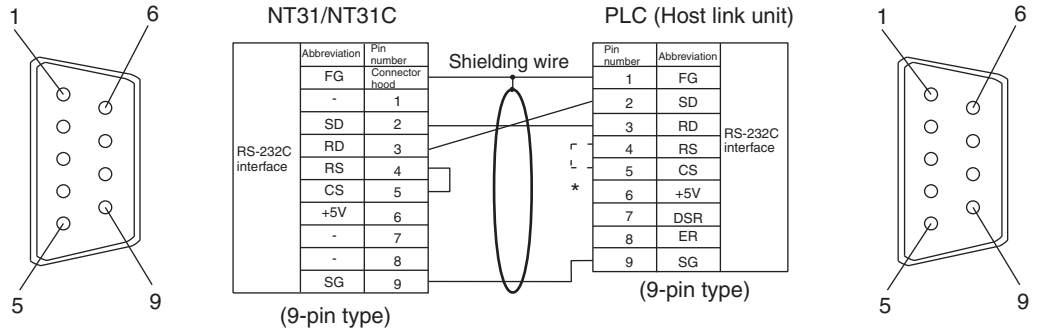 NT31/NT31C
PLC (Host link unit)
1
6
5
9
RS-232C
interface
Abbreviation Pin number
FG Connector hood
- 1
SD 2
RD 3
RS 4
CS 5
+5V 6
- 7
- 8
SG 9
(9-pin type)
Shielding wire
*
Pin number Abbreviation
1 FG
2 SD
3 RD
4 RS
5 CS
6 +5V
7 DSR
8 ER
9 SG
RS-232C
interface
(9-pin type)
1
6
5
9